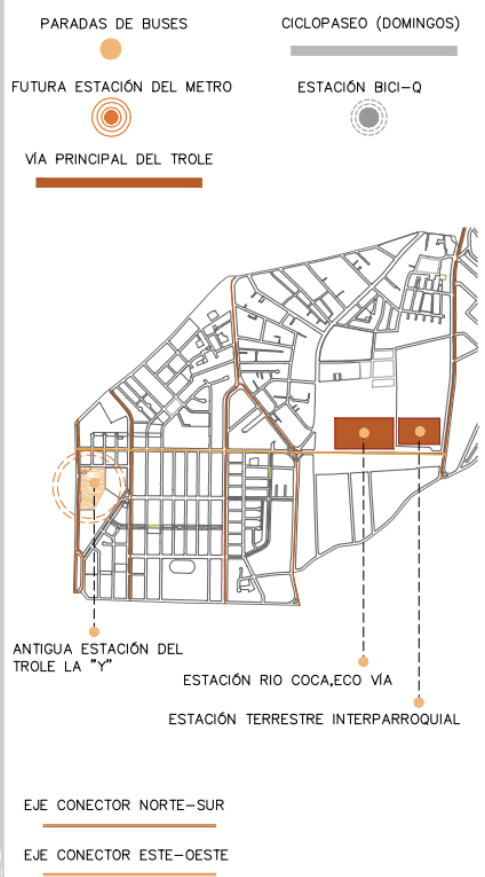 PARADAS DE BUSES
CICLOPASEO (DOMINGOS)
FUTURA ESTACIÓN DEL METRO
ESTACIÓN BICI-Q
VÍA PRINCIPAL DEL TROLE
ANTIGUA ESTACIÓN DEL
TROLE LA "Y"
ESTACIÓN RIO COCA,ECO VÍA
ESTACIÓN TERRESTRE INTERPARROQUIAL
EJE CONECTOR NORTE-SUR
EJE CONECTOR ESTE-OESTE